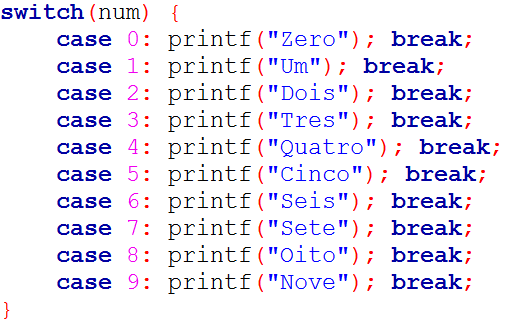 switch(num) {
    case 0: printf("Zero"); break;
    case 1: printf("Um"); break;
    case 2: printf("Dois"); break;
    case 3: printf("Tres"); break;
    case 4: printf("Quatro"); break;
    case 5: printf("Cinco"); break;
    case 6: printf("Seis"); break;
    case 7: printf("Sete"); break;
    case 8: printf("Oito"); break;
    case 9: printf("Nove"); break;
}